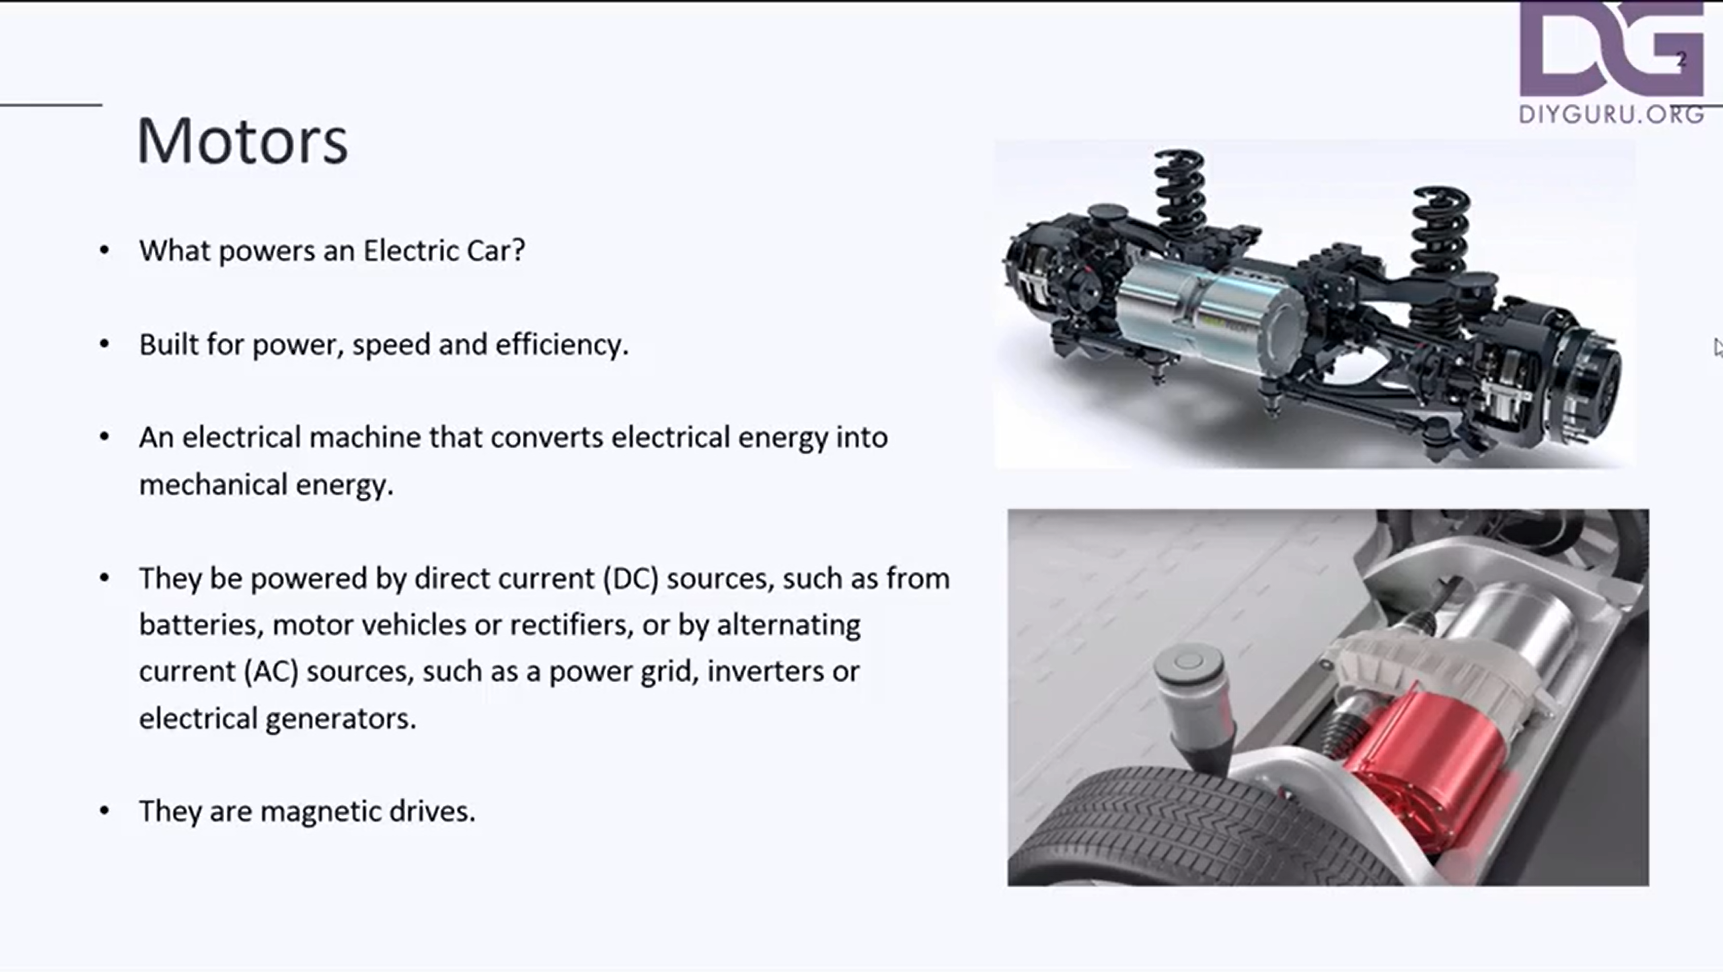 DG
2
DIYGURU.ORG
Motors
• What powers an Electric Car?
• Built for power, speed and efficiency.
• An electrical machine that converts electrical energy into
mechanical energy.
• They be powered by direct current (DC) sources, such as from
batteries, motor vehicles or rectifiers, or by alternating
current (AC) sources, such as a power grid, inverters or
electrical generators.
• They are magnetic drives.